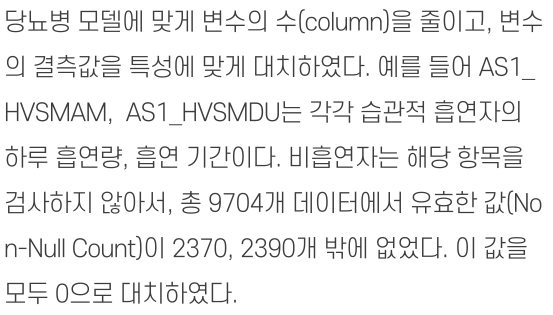 당뇨병 모델에 맞게 변수의 수(column)을 줄이고, 변수
의 결측값을 특성에 맞게 대치하였다. 예를 들어 AS1_
HVSMAM, AS1_HVSMDU는 각각 습관적 흡연자의
하루 흡연량, 흡연 기간이다. 비흡연자는 해당 항목을
검사하지 않아서, 총 9704개 데이터에서 유효한 값(No
n-Null Count)이 2370, 2390개 밖에 없었다. 이 값을
모두 0으로 대치하였다.